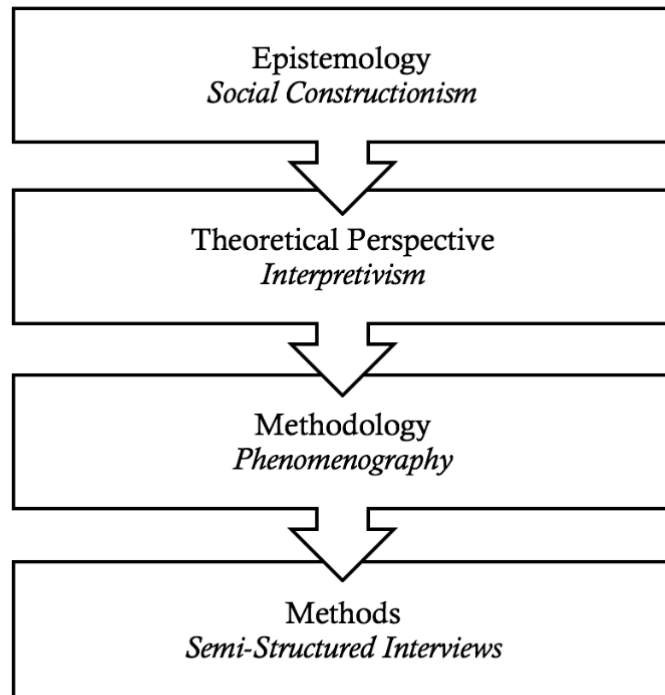 Epistemology
Social Constructionism
Theoretical Perspective
Interpretivism
Methodology
Phenomenography
Methods
Semi-Structured Interviews